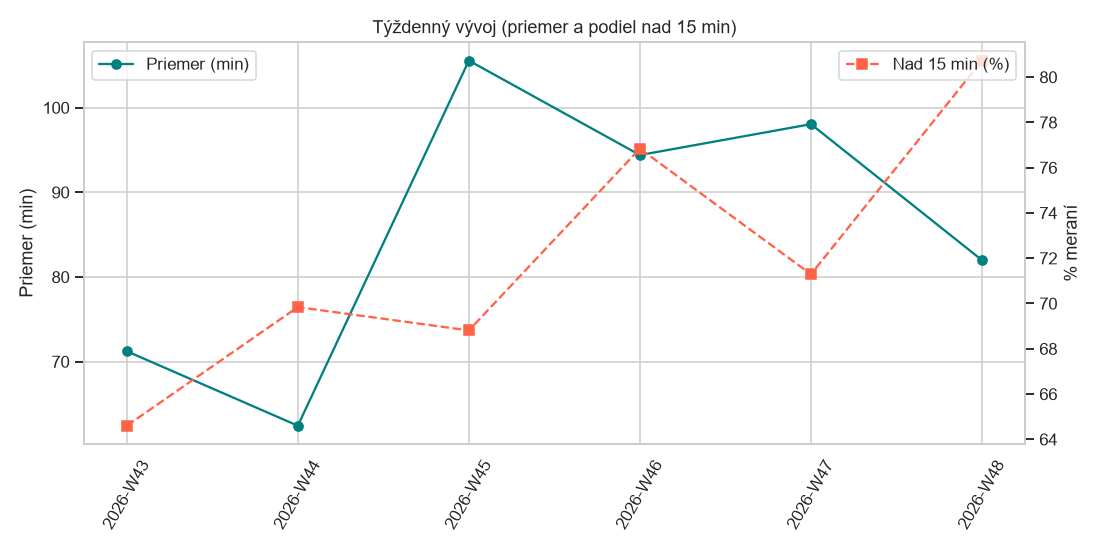 Týždenný vývoj (priemer a podiel nad 15 min)
Priemer (min)
Nad 15 min (%)
Priemer (min)
100
90
80
70
% meraní
80
78
76
74
72
70
68
66
64
2026-W43
2026-W44
2026-W45
2026-W46
2026-W47
2026-W48